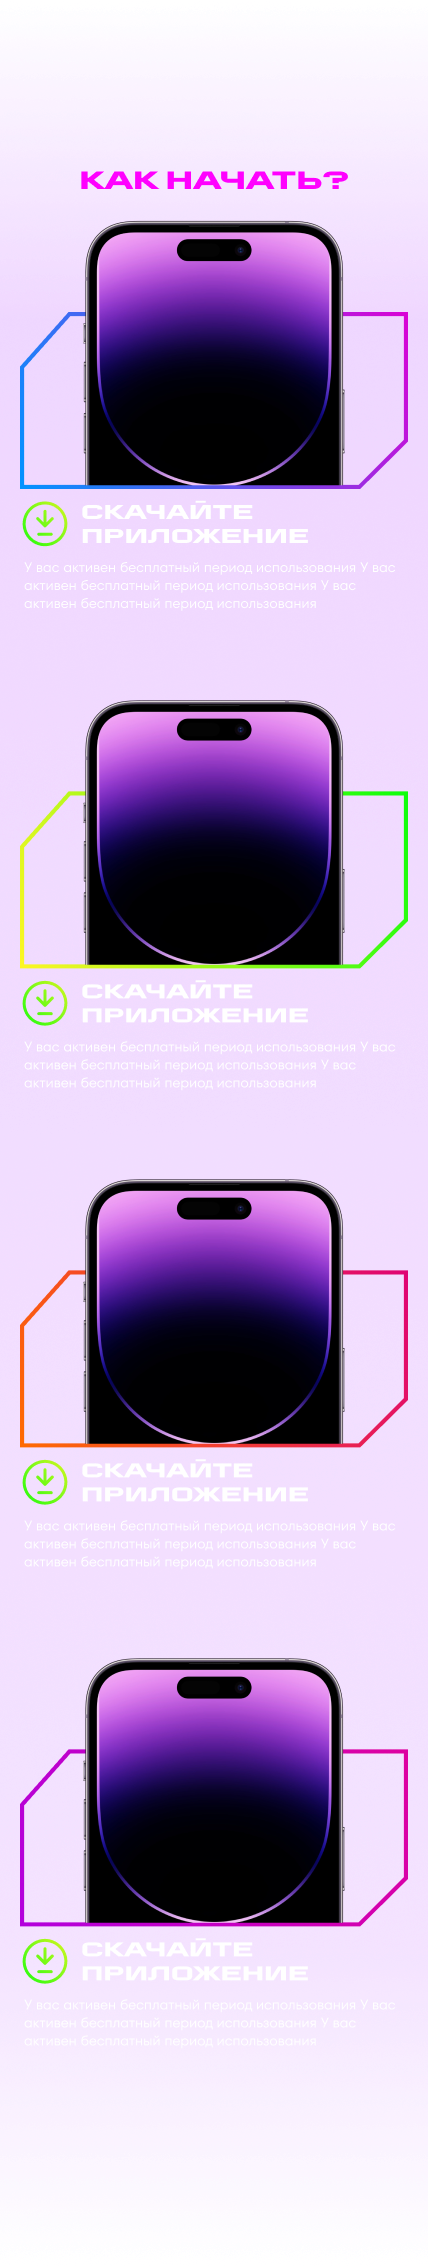 КАК НАЧАТЬ?
СКАЧАЙТЕ
ПРИЛОЖЕНИЕ
У вас активен бесплатный период использования У вас
активен бесплатный период использования У вас
активен бесплатный период использования
СКАЧАЙТЕ
ПРИЛОЖЕНИЕ
У вас активен бесплатный период использования У вас
активен бесплатный период использования У вас
активен бесплатный период использования
СКАЧАЙТЕ
ПРИЛОЖЕНИЕ
У вас активен бесплатный период использования У вас
активен бесплатный период использования У вас
активен бесплатный период использования
СКАЧАЙТЕ
ПРИЛОЖЕНИЕ
У вас активен бесплатный период использования У вас
активен бесплатный период использования У вас
активен бесплатный период использования